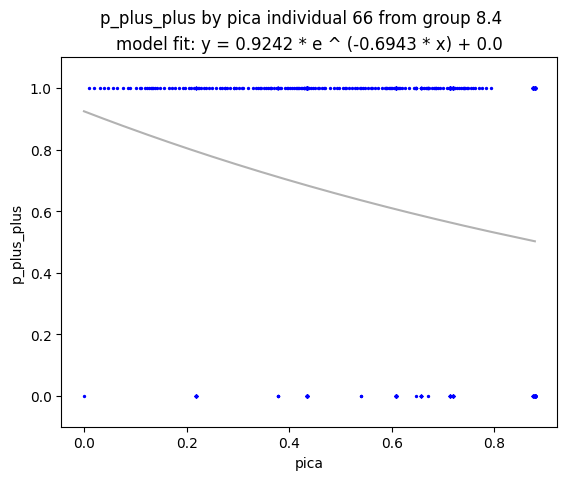 p_plus_plus by pica individual 66 from group 8.4
model fit: y = 0.9242 * e ^ (-0.6943 * x) + 0.0
1.0
0.8
0.6
0.4
0.2
0.0
p_plus_plus
0.0 0.2 0.4 0.6 0.8
pica